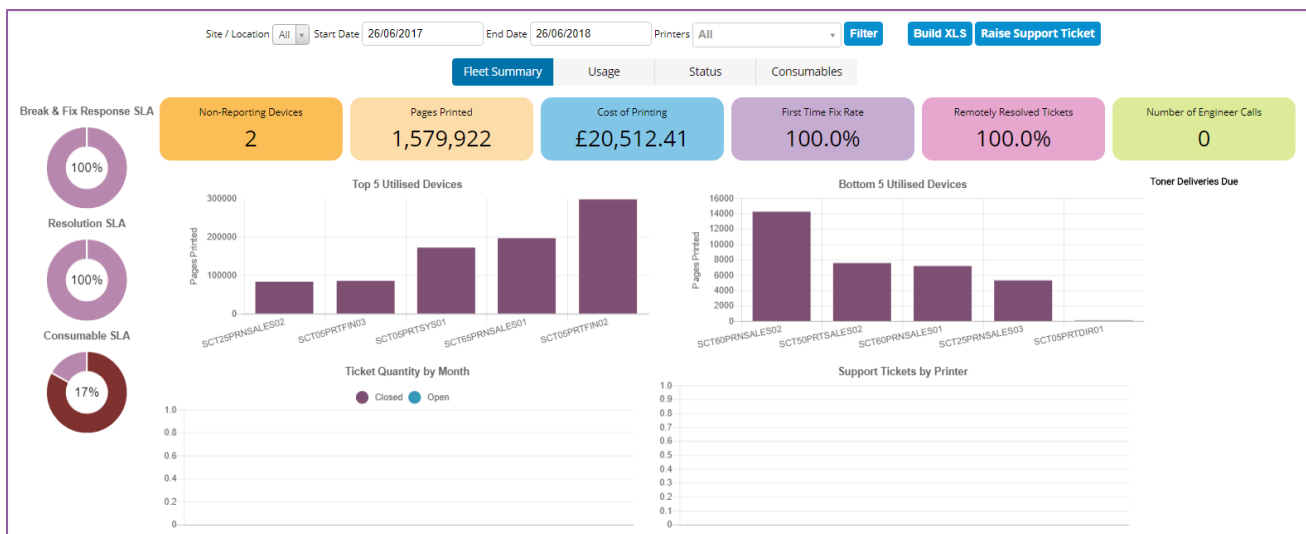 Site / Location All Start Date 26/06/2017 End Date 26/06/2018 Printers All Filter Build XLS Raise Support Ticket
Fleet Summary Usage Status Consumables
Break & Fix Response SLA
100%
Resolution SLA
100%
Consumable SLA
17%
Non-Reporting Devices
2
Pages Printed
1,579,922
Cost of Printing
£20,512.41
First Time Fix Rate
100.0%
Remotely Resolved Tickets
100.0%
Number of Engineer Calls
0
Top 5 Utilised Devices
Pages Printed
300000
200000
100000
0
SCT25PRNSALES02
SCT05PRTFIN03
SCT05PRTSYS01
SCT65PRNSALES01
SCT05PRTFIN02
Bottom 5 Utilised Devices
Pages Printed
16000
14000
12000
10000
8000
6000
4000
2000
0
SCT60PRNSALES02
SCT50PRTSALES02
SCT60PRNSALES01
SCT25PRNSALES03
SCT05PRTDIR01
Toner Deliveries Due
Ticket Quantity by Month
Closed Open
1.0
0.8
0.6
0.4
0.2
0
Support Tickets by Printer
1.0
0.9
0.8
0.7
0.6
0.5
0.4
0.3
0.2
0.1
0